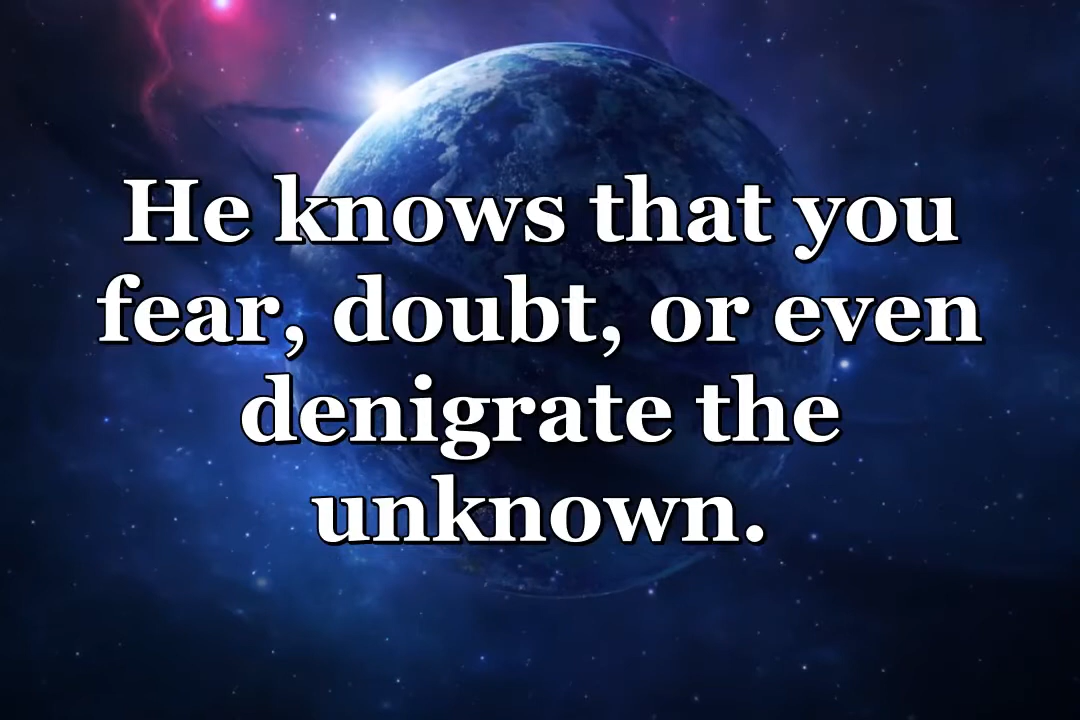 He knows that you
fear, doubt, or even
denigrate the
unknown.